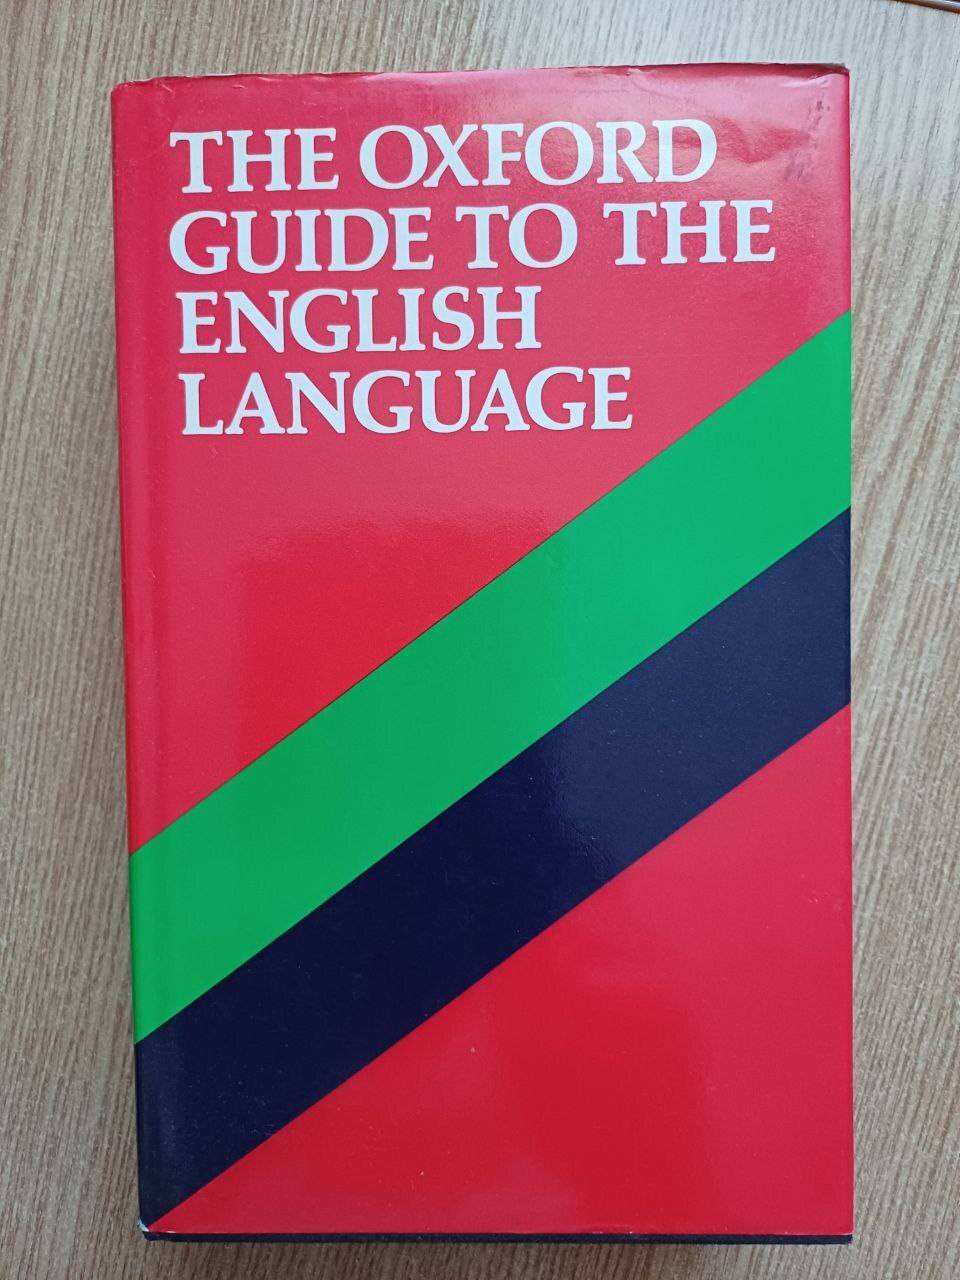 THE OXFORD
GUIDE TO THE
ENGLISH
LANGUAGE